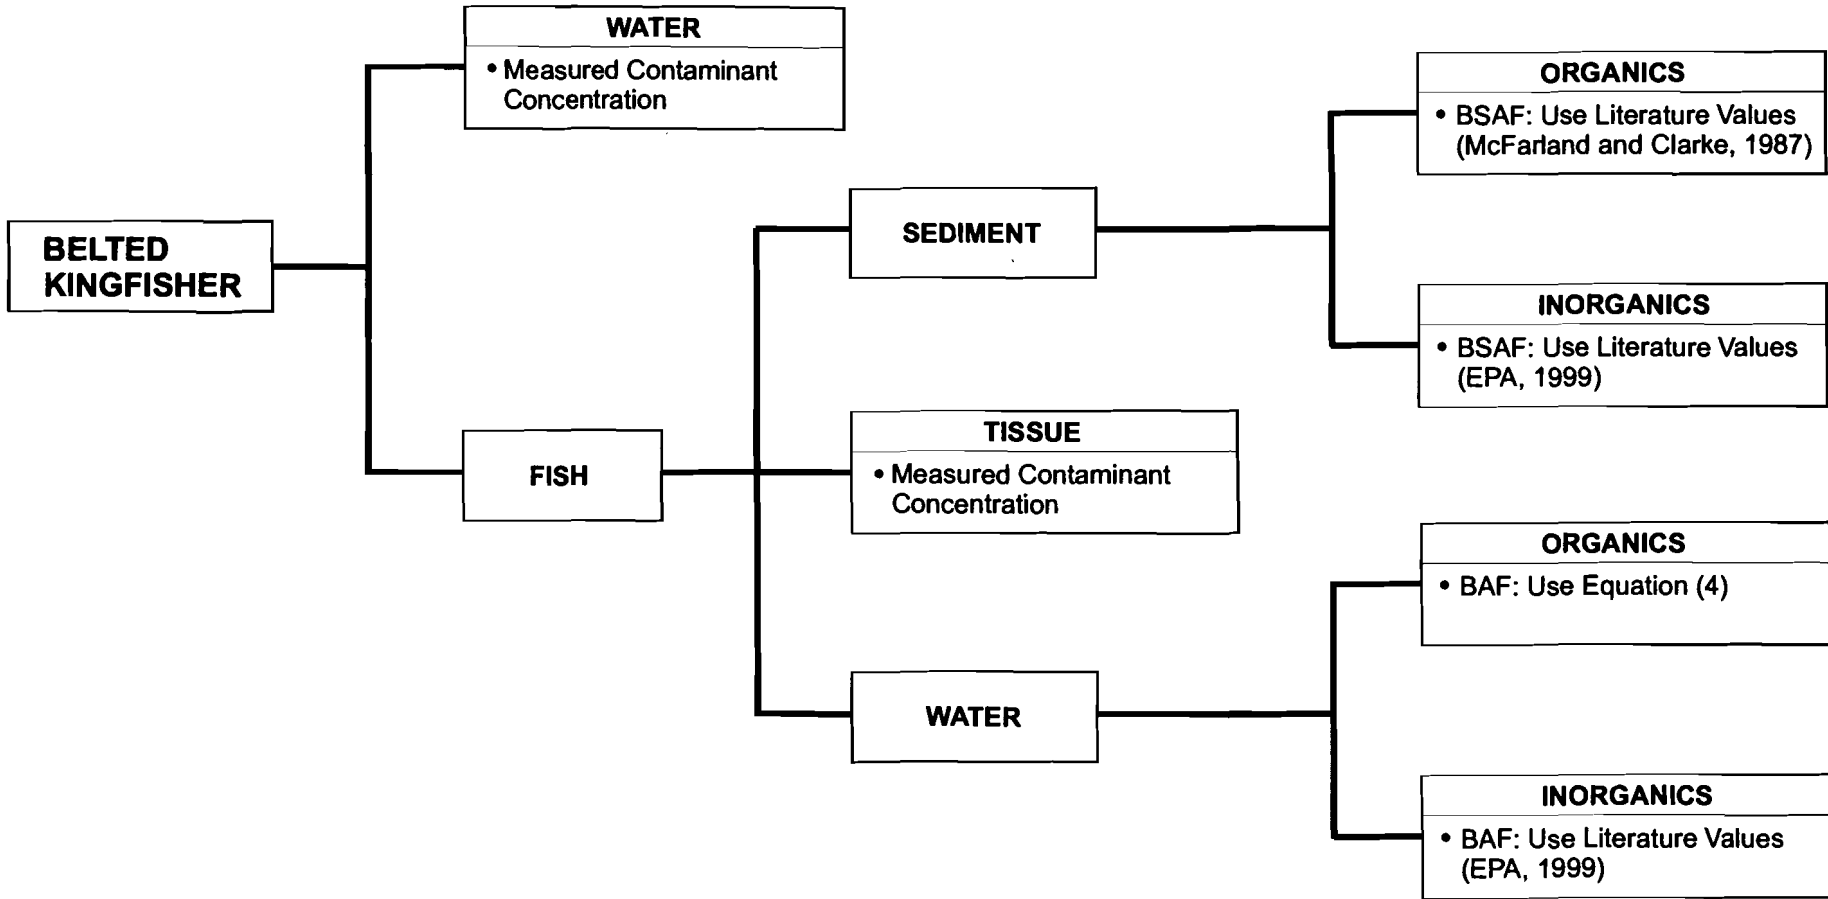 WATER
• Measured Contaminant
Concentration
BELTED
KINGFISHER
FISH
SEDIMENT
TISSUE
• Measured Contaminant
Concentration
WATER
ORGANICS
• BSAF: Use Literature Values
(McFarland and Clarke, 1987)
INORGANICS
• BSAF: Use Literature Values
(EPA, 1999)
ORGANICS
• BAF: Use Equation (4)
INORGANICS
• BAF: Use Literature Values
(EPA, 1999)